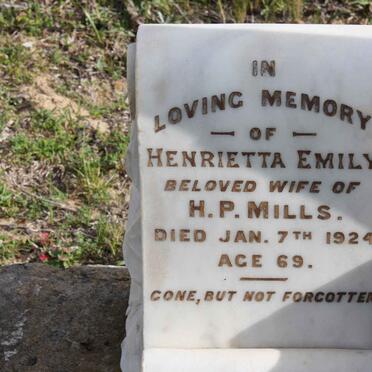 IN
LOVING MEMORY
— OF —
HENRIETTA EMILY
BELOVED WIFE OF
H.P. MILLS.
DIED JAN. 7TH 1924
AGE 69.
GONE, BUT NOT FORGOTTEN